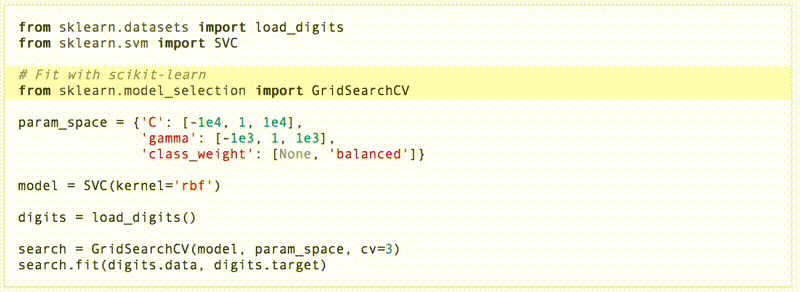 from sklearn.datasets import load_digits
from sklearn.svm import SVC
# Fit with scikit-learn
from sklearn.model_selection import GridSearchCV
param_space = {'C': [-1e4, 1, 1e4],
'gamma': [-1e3, 1, 1e3],
'class_weight': [None, 'balanced']}
model = SVC(kernel='rbf')
digits = load_digits()
search = GridSearchCV(model, param_space, cv=3)
search.fit(digits.data, digits.target)